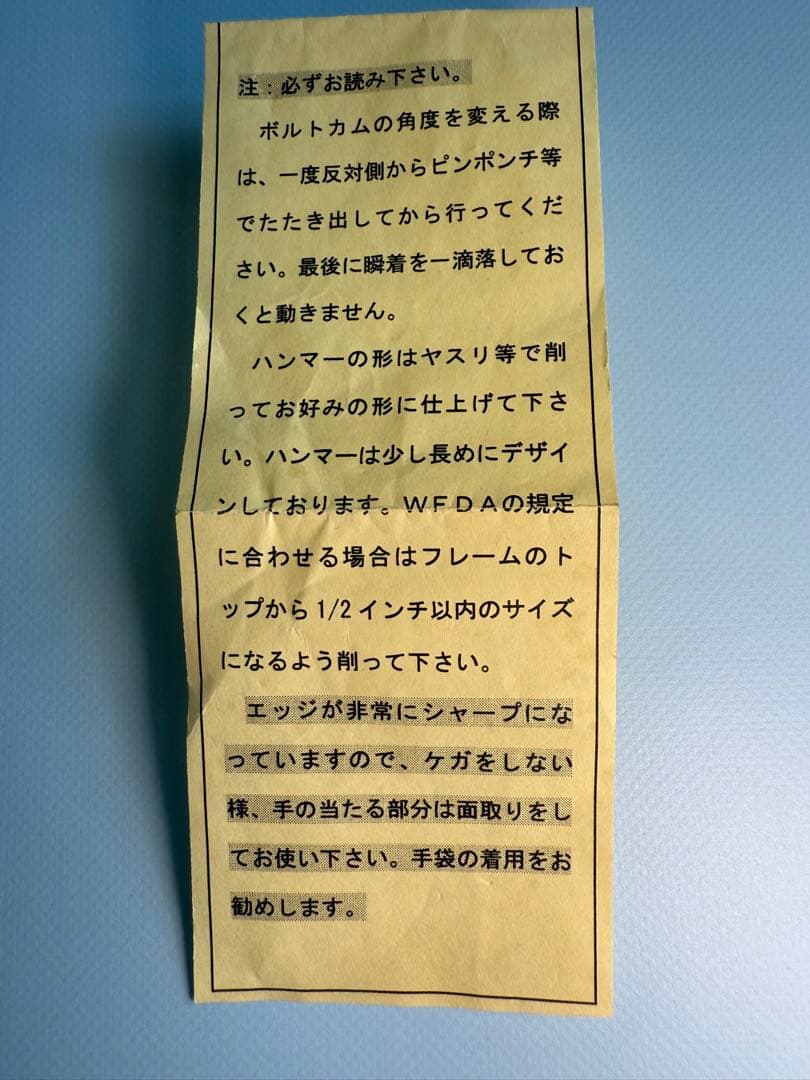 注：必ずお読み下さい。
ボルトカムの角度を変える際
は、一度反対側からピンポンチ等
でたたき出してから行ってくだ
さい。最後に瞬着を一滴落してお
くと動きません。
ハンマーの形はヤスリ等で削
ってお好みの形に仕上げて下さ
い。ハンマーは少し長めにデザイ
ンしております。ＷＦＤＡの規定
に合わせる場合はフレームのト
ップから1/2インチ以内のサイズ
になるよう削って下さい。
エッジが非常にシャープにな
っていますので、ケガをしない
様、手の当たる部分は面取りをし
てお使い下さい。手袋の着用をお
勧めします。